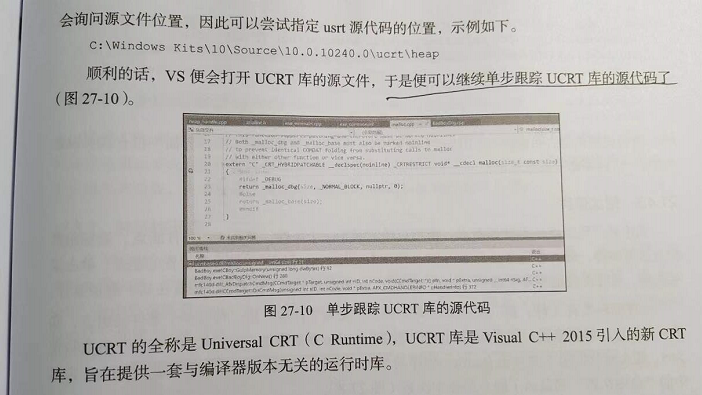 会询问源文件位置，因此可以尝试指定 usrt 源代码的位置，示例如下。
C:\Windows Kits\10\Source\10.0.10240.0\ucrt\heap
顺利的话，VS 便会打开 UCRT 库的源文件，于是便可以继续单步跟踪 UCRT 库的源代码了
（图 27-10）。
malloc.cpp
// Both _malloc_dbg and _malloc_base must also be marked noinline
// to prevent identical COMDAT folding from substituting calls to malloc
// with either other function or vice versa.
extern "C" _CRT_HYBRIDPATCHABLE __declspec(noinline) _CRTRESTRICT void* __cdecl malloc(size_t const size)
{
#ifdef _DEBUG
return _malloc_dbg(size, _NORMAL_BLOCK, nullptr, 0);
#else
return _malloc_base(size);
#endif
}
名称
图 27-10 单步跟踪 UCRT 库的源代码
UCRT 的全称是 Universal CRT（C Runtime），UCRT 库是 Visual C++ 2015 引入的新 CRT
库，旨在提供一套与编译器版本无关的运行时库。